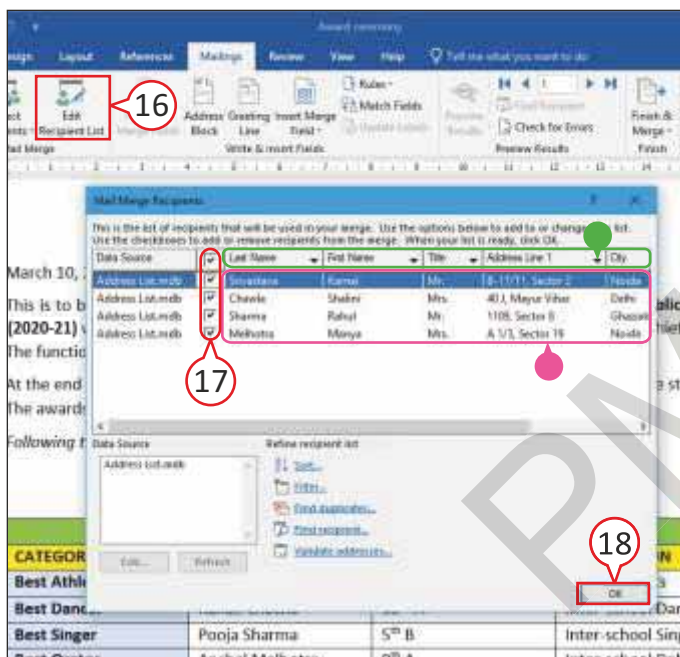 Award ceremony
sign Layout References Mailings Review View Help Tell me what you want to do
16
Edit Recipient List
Address Block
Greeting Line
Insert Merge Field
Rules
Match Fields
Update Labels
Preview Results
1
Find Recipient
Check for Errors
Finish & Merge
Mail Merge
Write & Insert Fields
Preview Results
Finish
Mail Merge Recipients
This is the list of recipients that will be used in your merge. Use the options below to add to or change list.
Use the checkboxes to add or remove recipients from the merge. When your list is ready, click OK.
Data Source Last Name First Name Title Address Line 1 City
Address List.mdb Srivastava Kamal Mr. B-11/11, Sector 2 Noida
Address List.mdb Chawla Shalini Mrs. 40 J, Mayur Vihar Delhi
Address List.mdb Sharma Rahul Mr. 1108, Sector 8
Address List.mdb Melhotra Manya Mrs. A 1/3, Sector 19 Noida
17
Data Source
Address List.mdb
Edit... Refresh
Refine recipient list
Sort...
Filter...
Find duplicates...
Find recipient...
Validate addresses...
18
OK
March 10,
This is to b
(2020-21)
The functio
At the end
The award
Following t
CATEGOR
Best Athl
Best Dance
Best Singer Pooja Sharma 5th B Inter-school Sing
PM